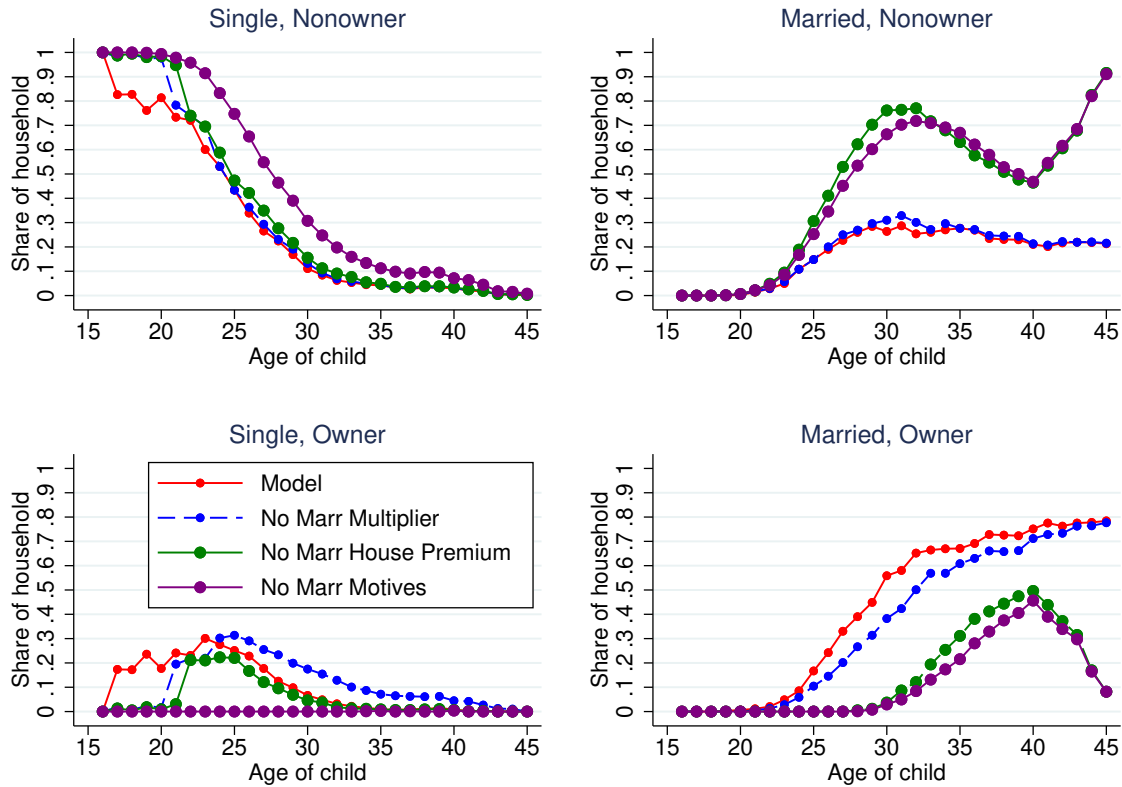 Single, Nonowner
Share of household
0 .1 .2 .3 .4 .5 .6 .7 .8 .9 1
15 20 25 30 35 40 45
Age of child
Married, Nonowner
Share of household
0 .1 .2 .3 .4 .5 .6 .7 .8 .9 1
15 20 25 30 35 40 45
Age of child
Single, Owner
Share of household
0 .1 .2 .3 .4 .5 .6 .7 .8 .9 1
Model
No Marr Multiplier
No Marr House Premium
No Marr Motives
15 20 25 30 35 40 45
Age of child
Married, Owner
Share of household
0 .1 .2 .3 .4 .5 .6 .7 .8 .9 1
15 20 25 30 35 40 45
Age of child